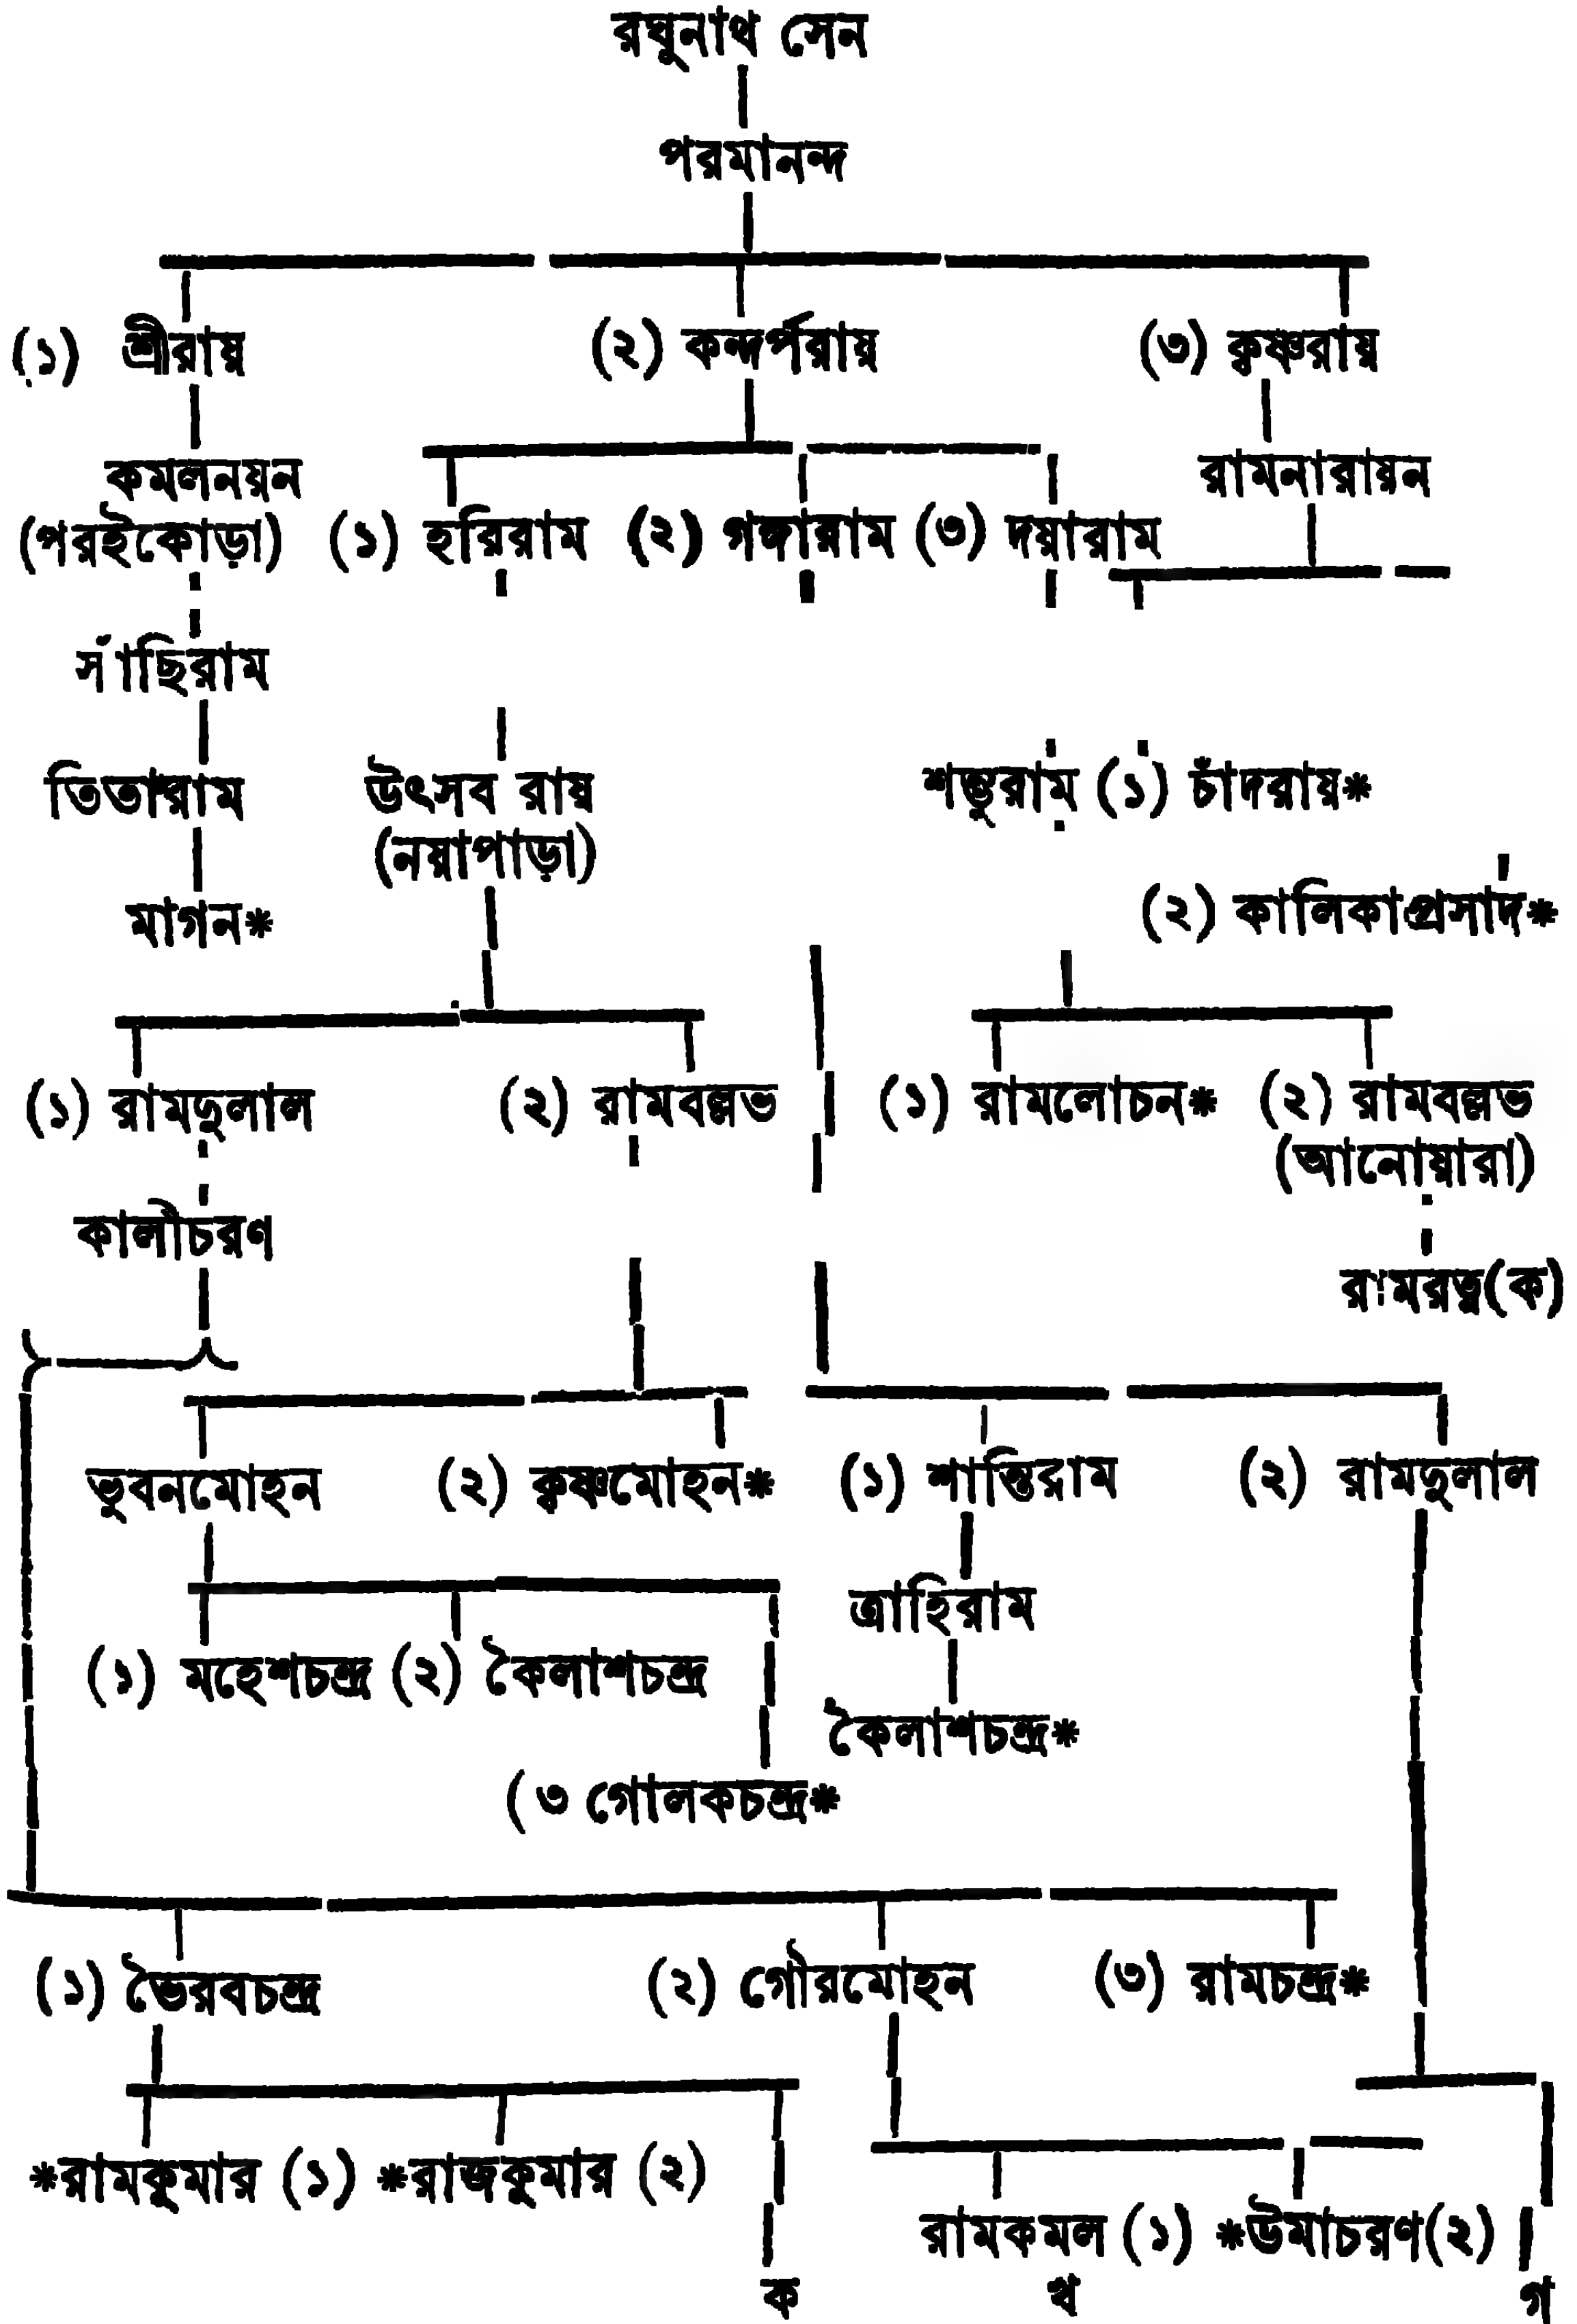 রঘুনাথ সেন
পরমানন্দ
(১) শ্রীরায় (২) কন্দর্পরায় (৩) কৃষ্ণরায়
কমলনয়ন রামনারায়ন
(পরইকোড়া) (১) হরিরাম (২) গঙ্গারাম (৩) দয়ারাম
সাঁছিরাম
তিতারাম উৎসব রায় শম্ভুরাম (১) চাঁদরায়*
(নয়াপাড়া)
মাগন* (২) কালিকাপ্রসাদ*
(১) রামদুলাল (২) রামবল্লভ (১) রামলোচন* (২) রামবল্লভ
(আনোয়ারা)
কালীচরণ
রামরত্ন(ক)
ভুবনমোহন (২) কৃষ্ণমোহন* (১) শান্তিরাম (২) রামদুলাল
ত্রাহিরাম
(১) মহেশচন্দ্র (২) কৈলাশচন্দ্র
কৈলাশচন্দ্র*
(৩ গোলকচন্দ্র*
(১) ভৈরবচন্দ্র (২) গৌরমোহন (৩) রামচন্দ্র*
*রামকুমার (১) *রাজকুমার (২)
রামকমল (১) *উমাচরণ(২)
ক খ গ